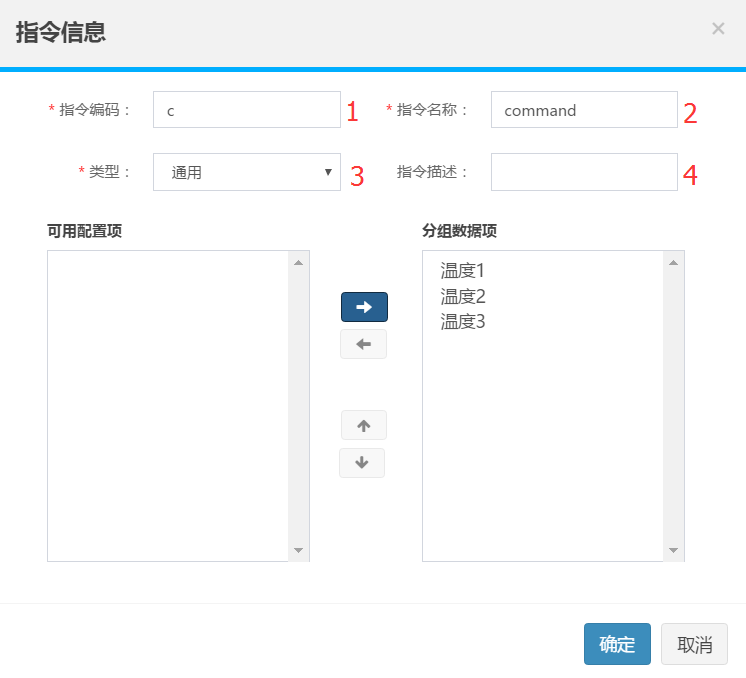 指令信息 ×
* 指令编码： c 1 * 指令名称： command 2
* 类型： 通用 3 指令描述： 4
可用配置项 分组数据项
温度1
温度2
温度3
确定 取消